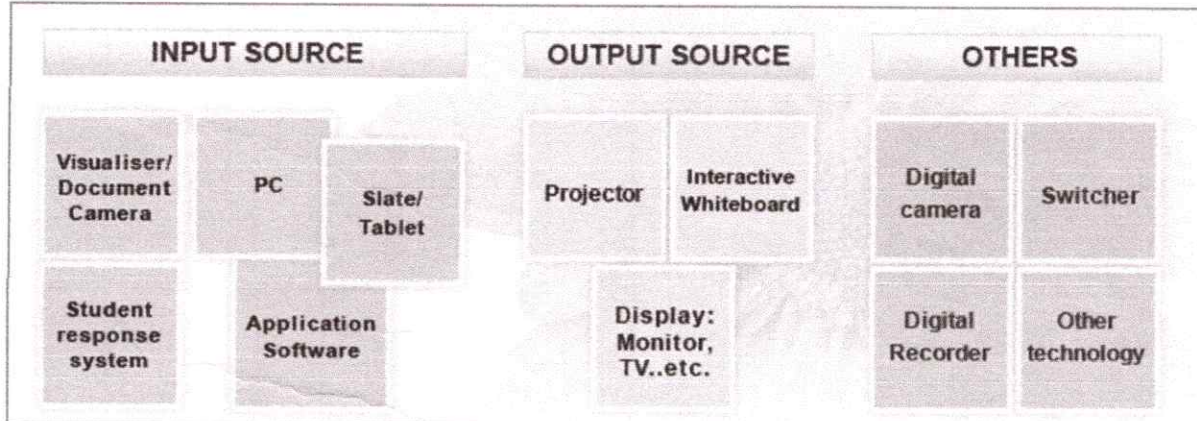 INPUT SOURCE
Visualiser/
Document
Camera
PC
Slate/
Tablet
Student
response
system
Application
Software
OUTPUT SOURCE
Projector
Interactive
Whiteboard
Display:
Monitor,
TV..etc.
OTHERS
Digital
camera
Switcher
Digital
Recorder
Other
technology